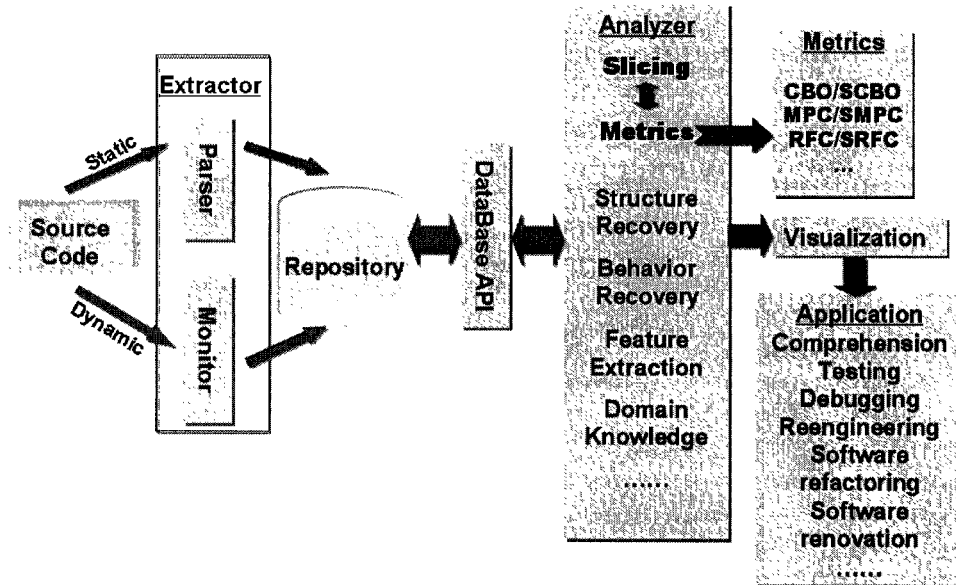 Source
Code
Static
Dynamic
Extractor
Parser
Monitor
Repository
DataBase API
Analyzer
Slicing
Metrics
Structure
Recovery
Behavior
Recovery
Feature
Extraction
Domain
Knowledge
......
Metrics
CBO/SCBO
MPC/SMPC
RFC/SRFC
...
Visualization
Application
Comprehension
Testing
Debugging
Reengineering
Software
refactoring
Software
renovation
......